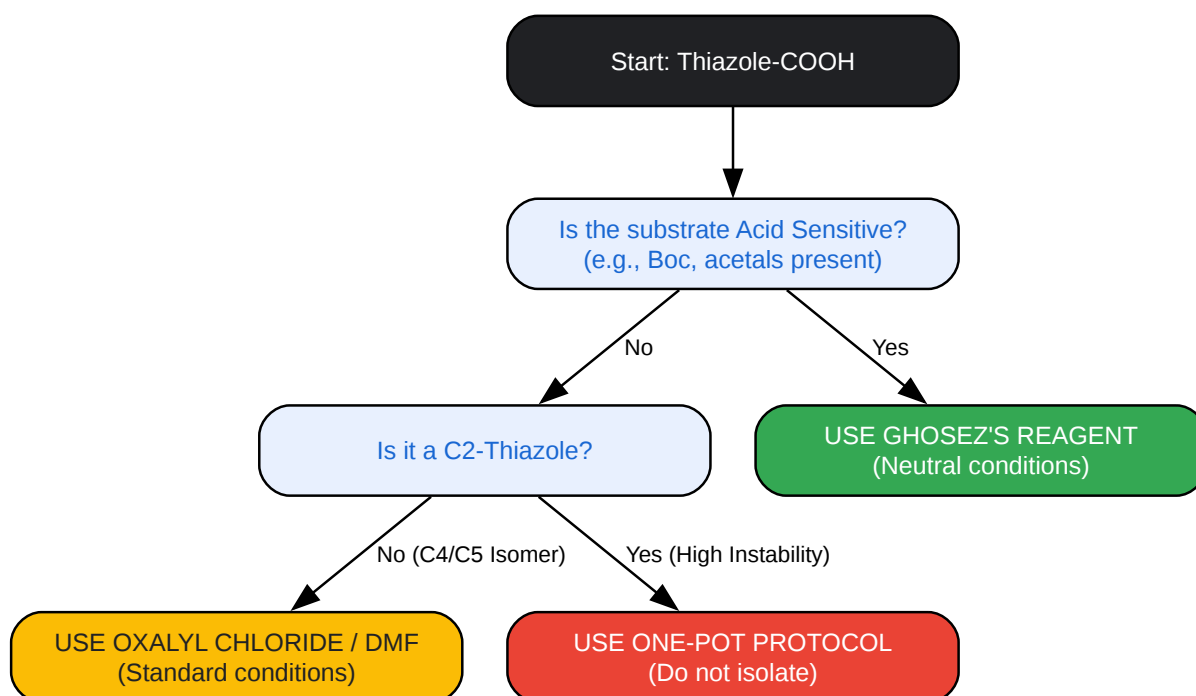 Start: Thiazole-COOH
Is the substrate Acid Sensitive?
(e.g., Boc, acetals present)
No
Yes
Is it a C2-Thiazole?
USE GHOSEZ'S REAGENT
(Neutral conditions)
No (C4/C5 Isomer)
Yes (High Instability)
USE OXALYL CHLORIDE / DMF
(Standard conditions)
USE ONE-POT PROTOCOL
(Do not isolate)